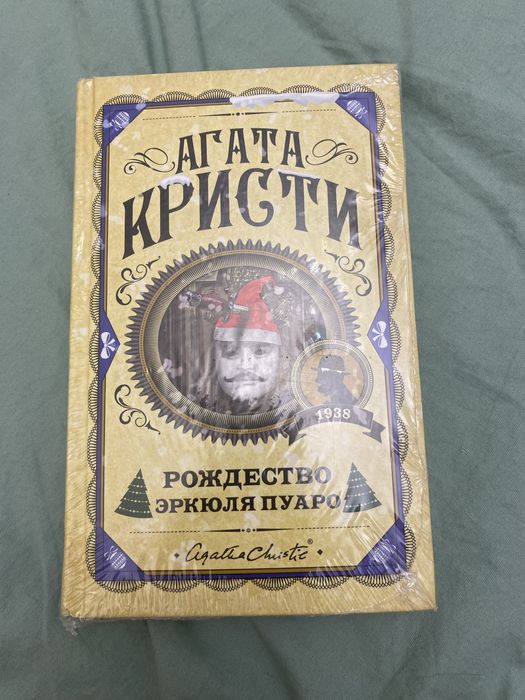 АГАТА
КРИСТИ
1938
РОЖДЕСТВО
ЭРКЮЛЯ ПУАРО
Agatha Christie®